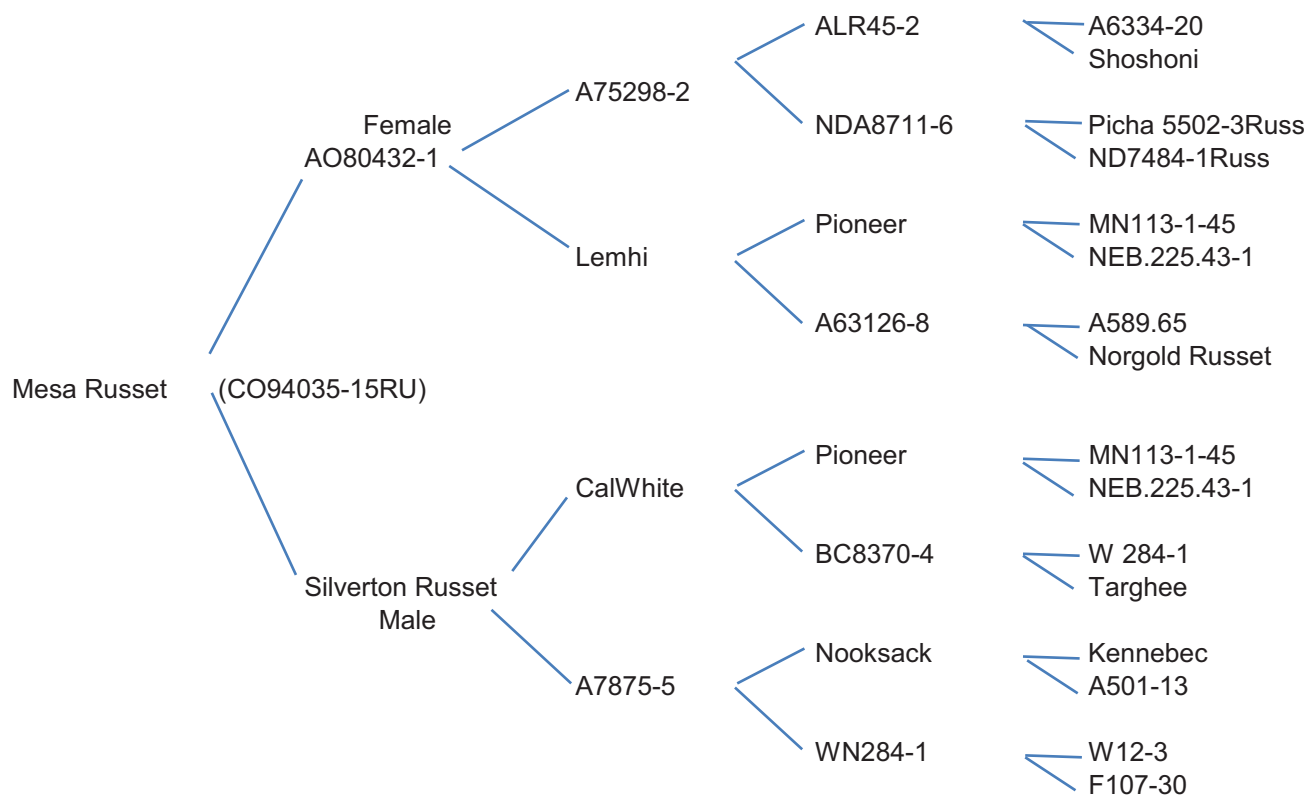 ALR45-2
A6334-20
Shoshoni
A75298-2
NDA8711-6
Picha 5502-3Russ
ND7484-1Russ
Female
AO80432-1
Pioneer
MN113-1-45
NEB.225.43-1
Lemhi
A63126-8
A589.65
Norgold Russet
Mesa Russet (CO94035-15RU)
Pioneer
MN113-1-45
NEB.225.43-1
CalWhite
BC8370-4
W 284-1
Targhee
Silverton Russet
Male
Nooksack
Kennebec
A501-13
A7875-5
WN284-1
W12-3
F107-30